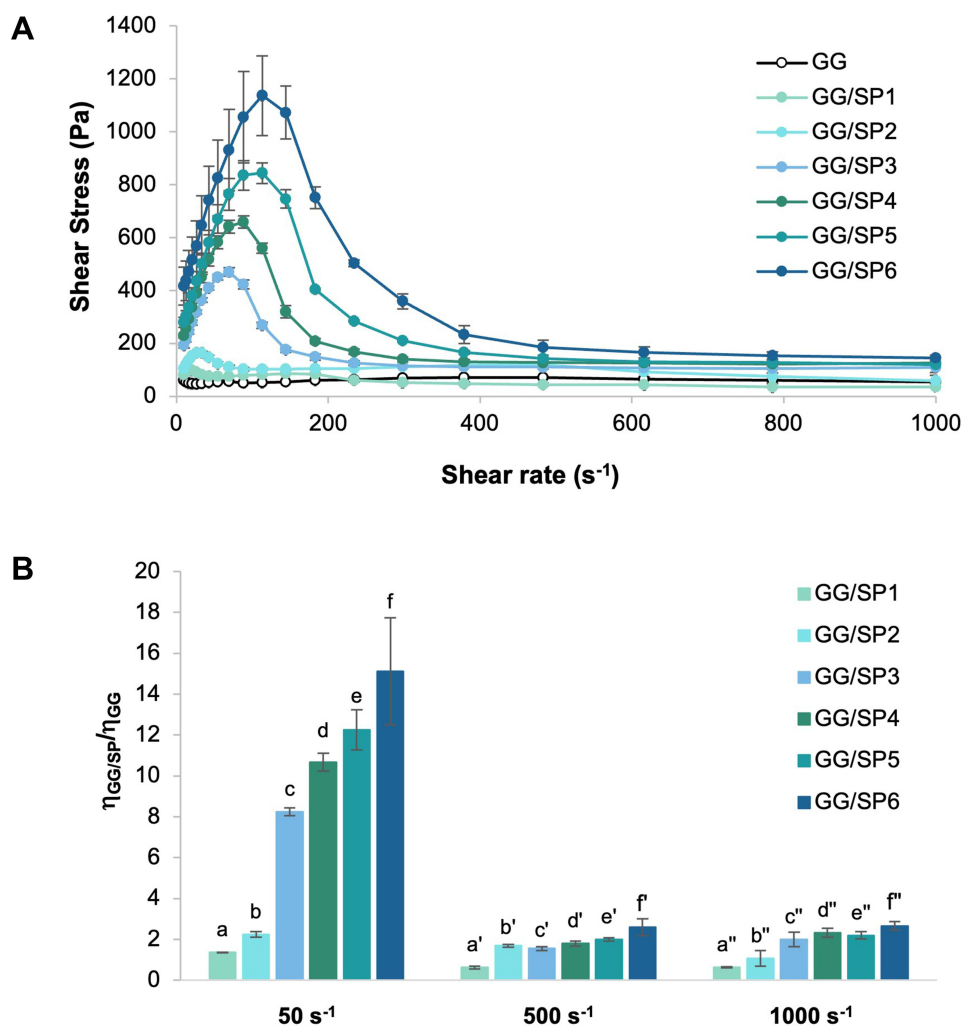 A
1400
1200
1000
800
600
400
200
0
Shear Stress (Pa)
0 200 400 600 800 1000
Shear rate (s⁻¹)
GG
GG/SP1
GG/SP2
GG/SP3
GG/SP4
GG/SP5
GG/SP6
B
20
18
16
14
12
10
8
6
4
2
0
ηGG/SP/ηGG
a b c d e f
a' b' c' d' e' f'
a" b" c" d" e" f"
50 s⁻¹ 500 s⁻¹ 1000 s⁻¹
GG/SP1
GG/SP2
GG/SP3
GG/SP4
GG/SP5
GG/SP6